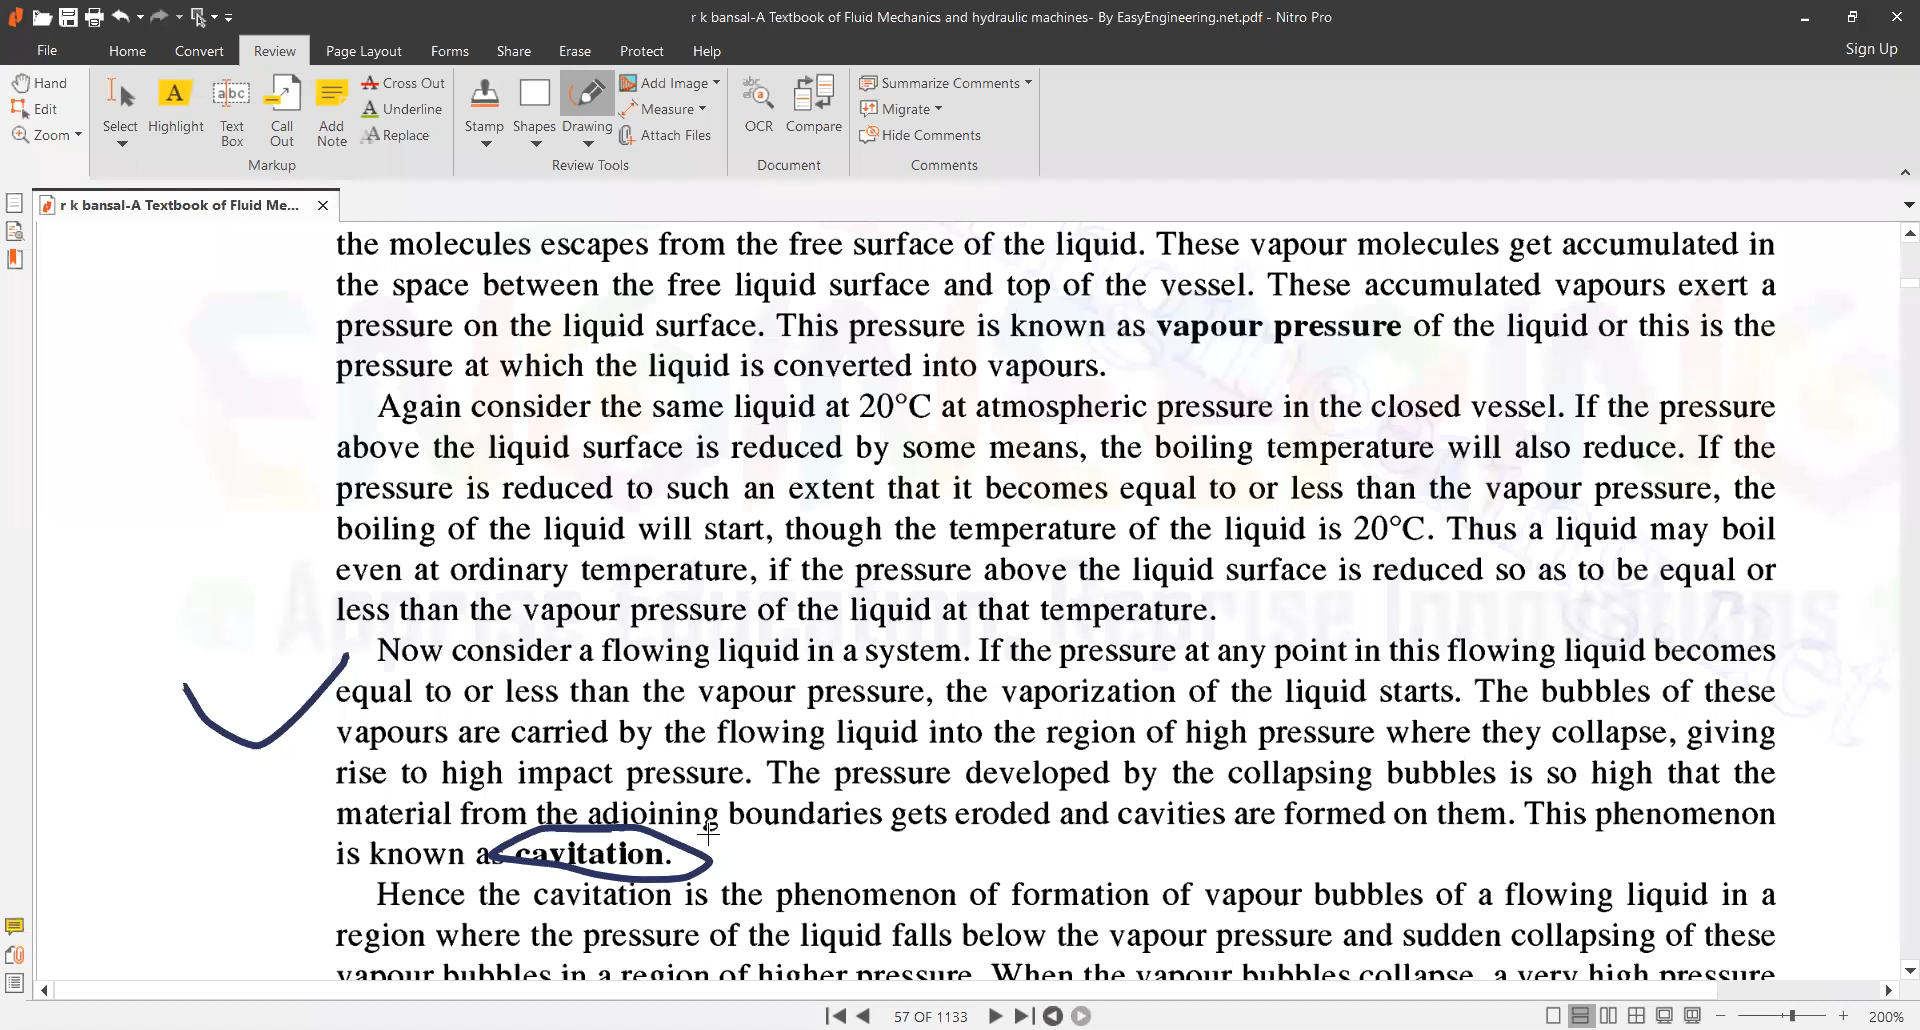 r k bansal-A Textbook of Fluid Mechanics and hydraulic machines- By EasyEngineering.net.pdf - Nitro Pro
File Home Convert Review Page Layout Forms Share Erase Protect Help Sign Up
Hand
Edit
Zoom
Select
Highlight
Text Box
Call Out
Add Note
Cross Out
Underline
Replace
Markup
Stamp
Shapes
Drawing
Add Image
Measure
Attach Files
Review Tools
OCR
Compare
Document
Summarize Comments
Migrate
Hide Comments
Comments
r k bansal-A Textbook of Fluid Me...
the molecules escapes from the free surface of the liquid. These vapour molecules get accumulated in
the space between the free liquid surface and top of the vessel. These accumulated vapours exert a
pressure on the liquid surface. This pressure is known as vapour pressure of the liquid or this is the
pressure at which the liquid is converted into vapours.
Again consider the same liquid at 20°C at atmospheric pressure in the closed vessel. If the pressure
above the liquid surface is reduced by some means, the boiling temperature will also reduce. If the
pressure is reduced to such an extent that it becomes equal to or less than the vapour pressure, the
boiling of the liquid will start, though the temperature of the liquid is 20°C. Thus a liquid may boil
even at ordinary temperature, if the pressure above the liquid surface is reduced so as to be equal or
less than the vapour pressure of the liquid at that temperature.
Now consider a flowing liquid in a system. If the pressure at any point in this flowing liquid becomes
equal to or less than the vapour pressure, the vaporization of the liquid starts. The bubbles of these
vapours are carried by the flowing liquid into the region of high pressure where they collapse, giving
rise to high impact pressure. The pressure developed by the collapsing bubbles is so high that the
material from the adjoining boundaries gets eroded and cavities are formed on them. This phenomenon
is known as cavitation.
Hence the cavitation is the phenomenon of formation of vapour bubbles of a flowing liquid in a
region where the pressure of the liquid falls below the vapour pressure and sudden collapsing of these
vapour bubbles in a region of higher pressure. When the vapour bubbles collapse, a very high pressure
57 OF 1133
200%